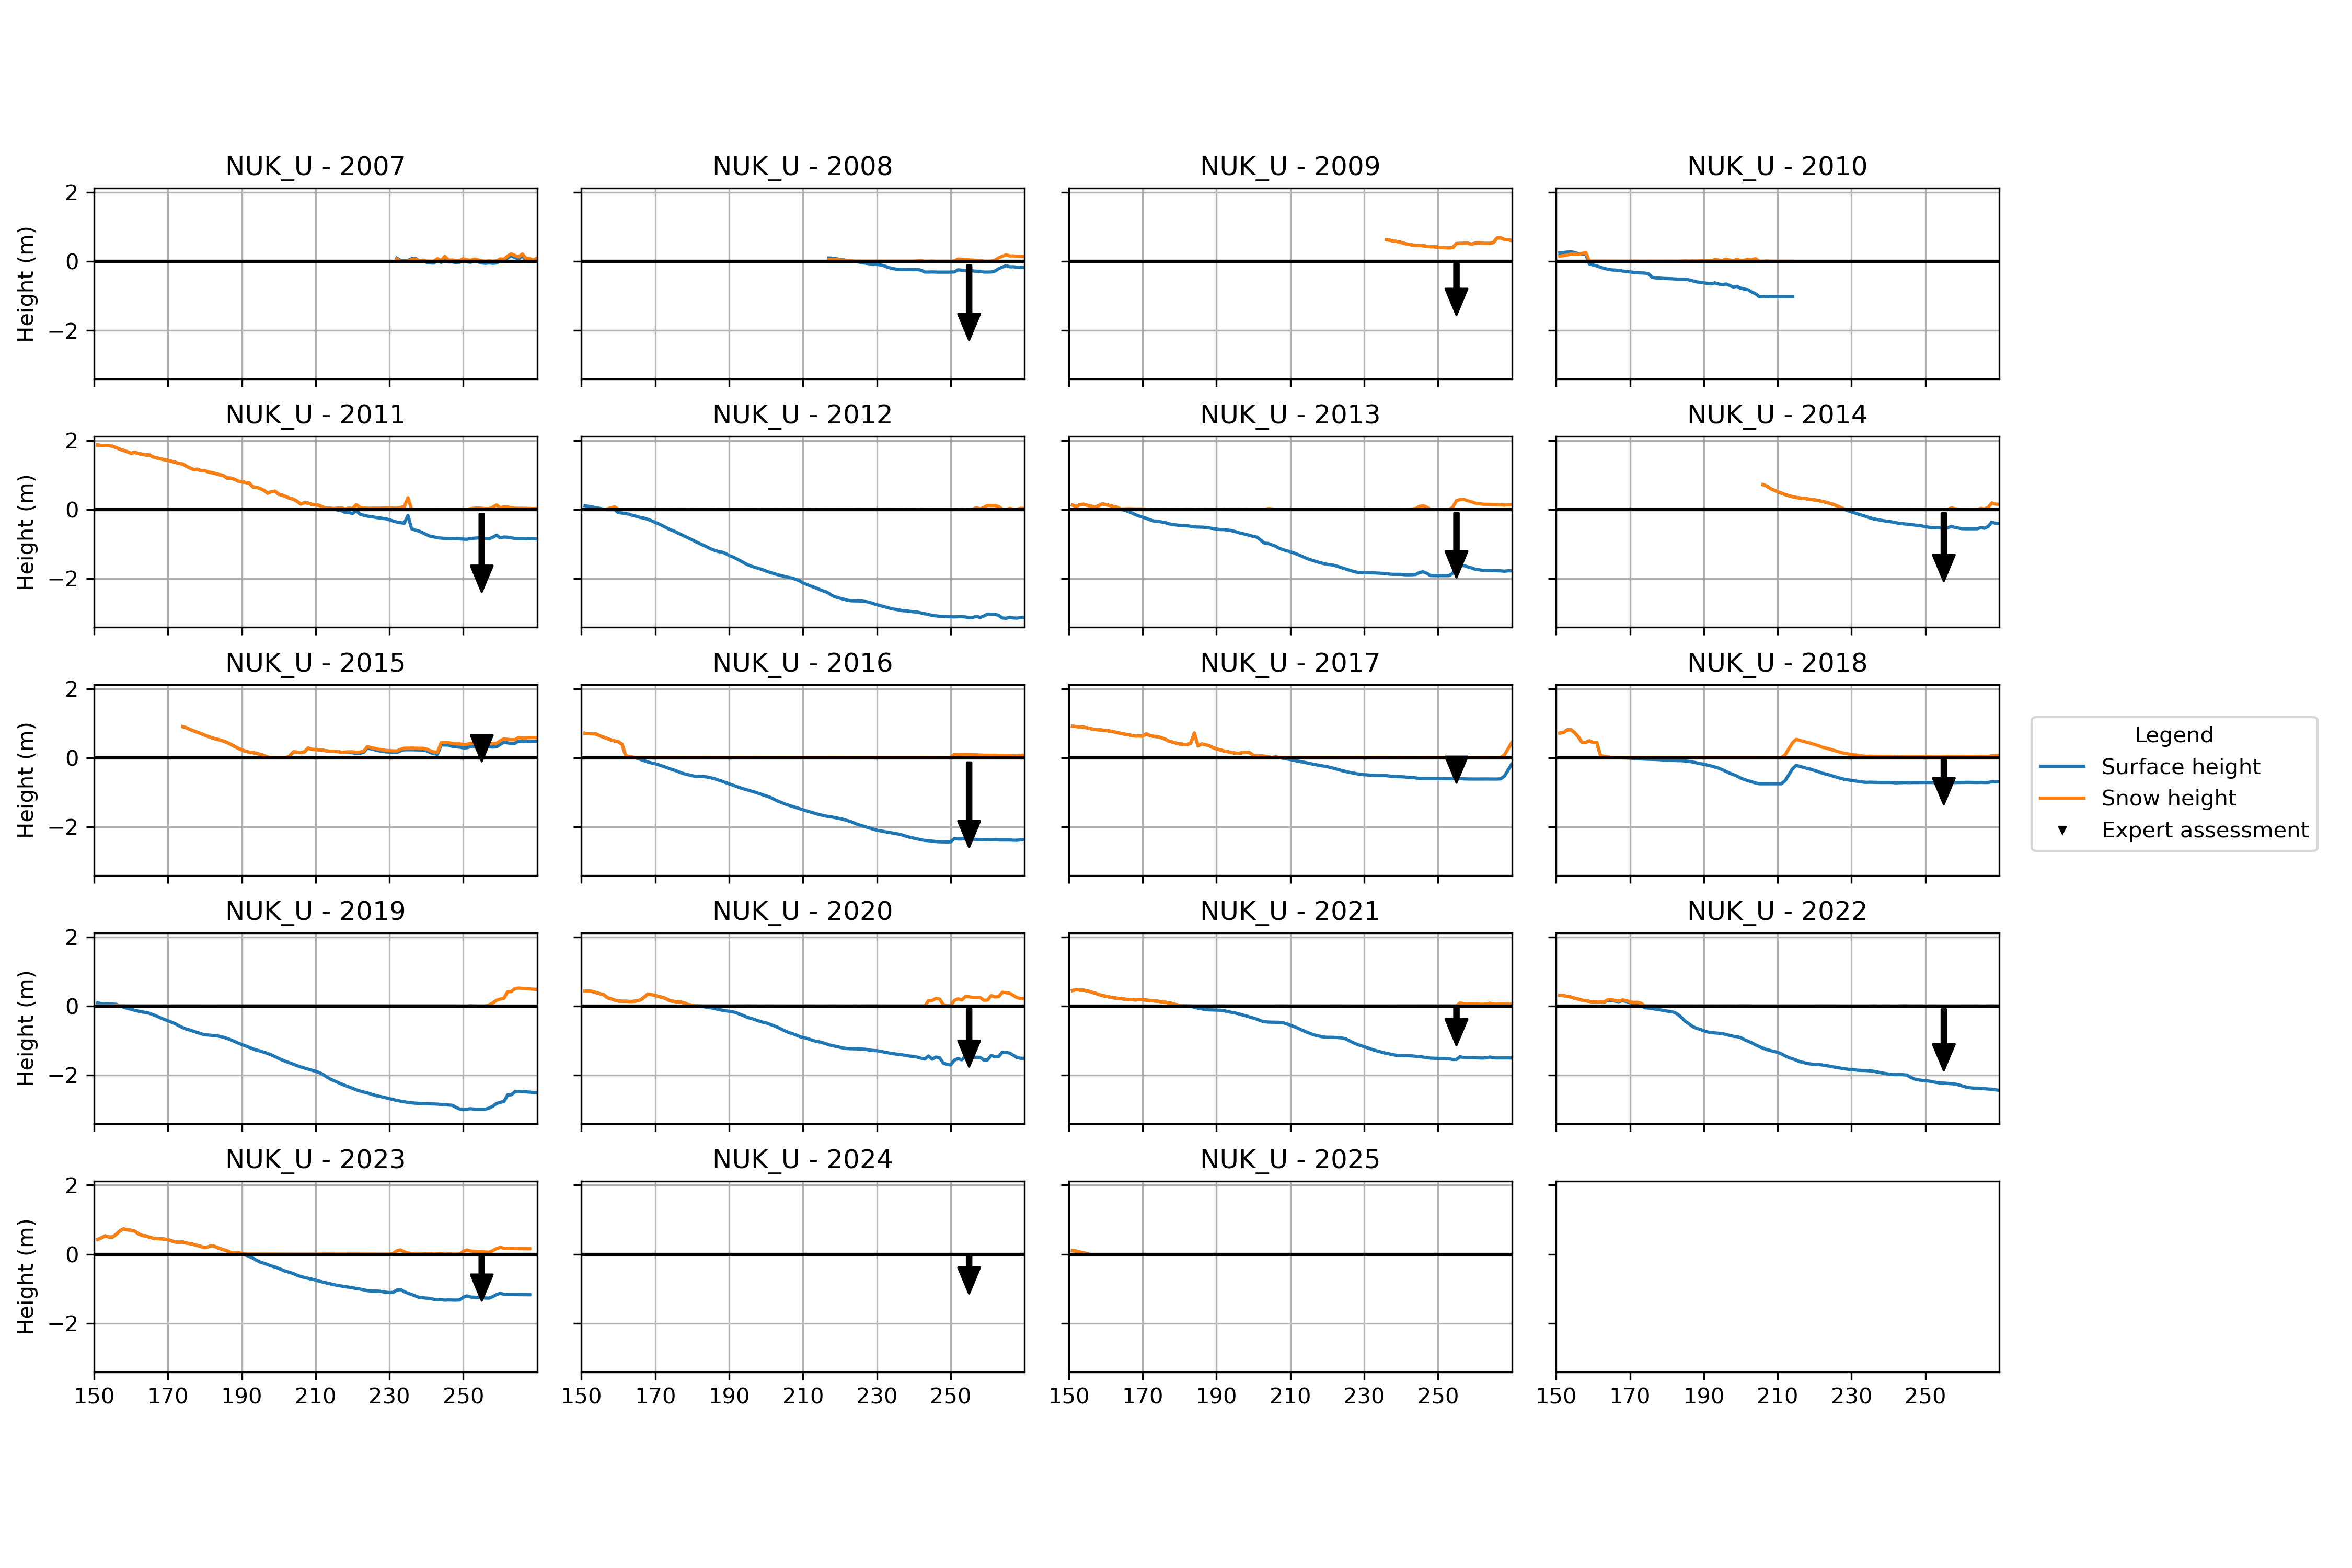 NUK_U - 2007
NUK_U - 2008
NUK_U - 2009
NUK_U - 2010
Height (m)
2
0
−2
NUK_U - 2011
NUK_U - 2012
NUK_U - 2013
NUK_U - 2014
Height (m)
2
0
−2
NUK_U - 2015
NUK_U - 2016
NUK_U - 2017
NUK_U - 2018
Height (m)
2
0
−2
Legend
Surface height
Snow height
Expert assessment
NUK_U - 2019
NUK_U - 2020
NUK_U - 2021
NUK_U - 2022
Height (m)
2
0
−2
NUK_U - 2023
NUK_U - 2024
NUK_U - 2025
Height (m)
2
0
−2
150 170 190 210 230 250
150 170 190 210 230 250
150 170 190 210 230 250
150 170 190 210 230 250